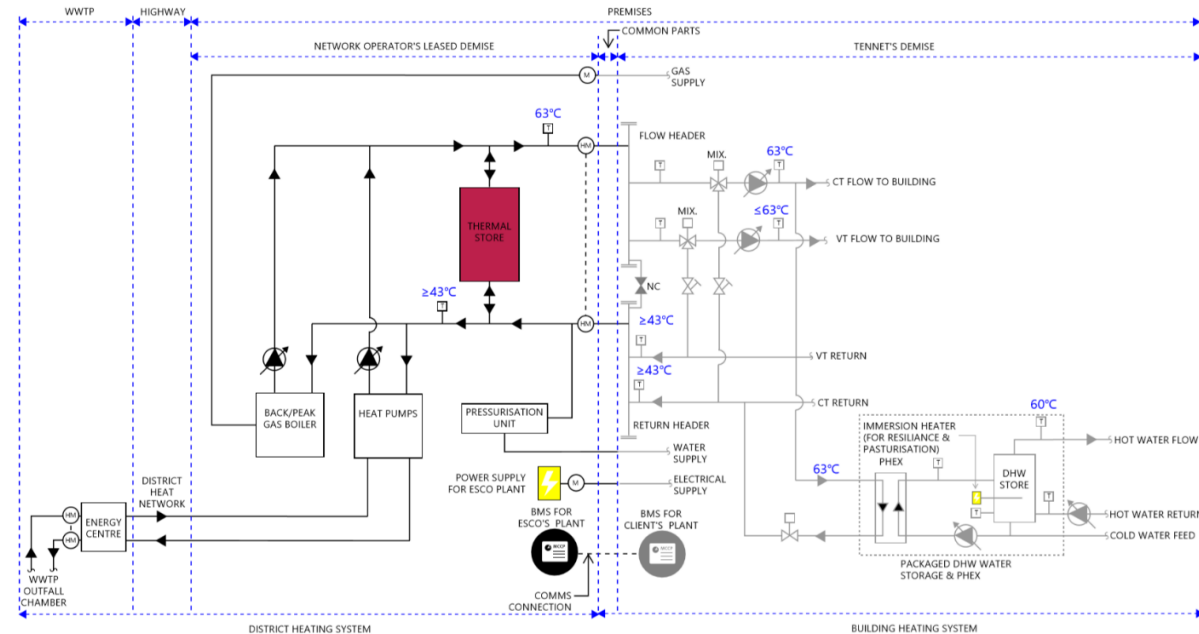 WWTP
HIGHWAY
PREMISES
COMMON PARTS
NETWORK OPERATOR'S LEASED DEMISE
TENNET'S DEMISE
M
GAS
SUPPLY
63℃
T
HM
FLOW HEADER
T
MIX.
63℃
T
CT FLOW TO BUILDING
THERMAL
STORE
T
MIX.
≤63℃
T
VT FLOW TO BUILDING
NC
≥43℃
T
HM
≥43℃
T
VT RETURN
≥43℃
T
CT RETURN
RETURN HEADER
BACK/PEAK
GAS BOILER
HEAT PUMPS
PRESSURISATION
UNIT
WATER
SUPPLY
POWER SUPPLY
FOR ESCO PLANT
M
ELECTRICAL
SUPPLY
IMMERSION HEATER
(FOR RESILIANCE &
PASTURISATION)
PHEX
60℃
T
HOT WATER FLOW
63℃
T
DHW
STORE
T
T
HOT WATER RETURN
COLD WATER FEED
PACKAGED DHW WATER
STORAGE & PHEX
DISTRICT
HEAT
NETWORK
HM
HM
ENERGY
CENTRE
WWTP
OUTFALL
CHAMBER
BMS FOR
ESCO'S PLANT
BMS FOR
CLIENT'S PLANT
COMMS
CONNECTION
DISTRICT HEATING SYSTEM
BUILDING HEATING SYSTEM